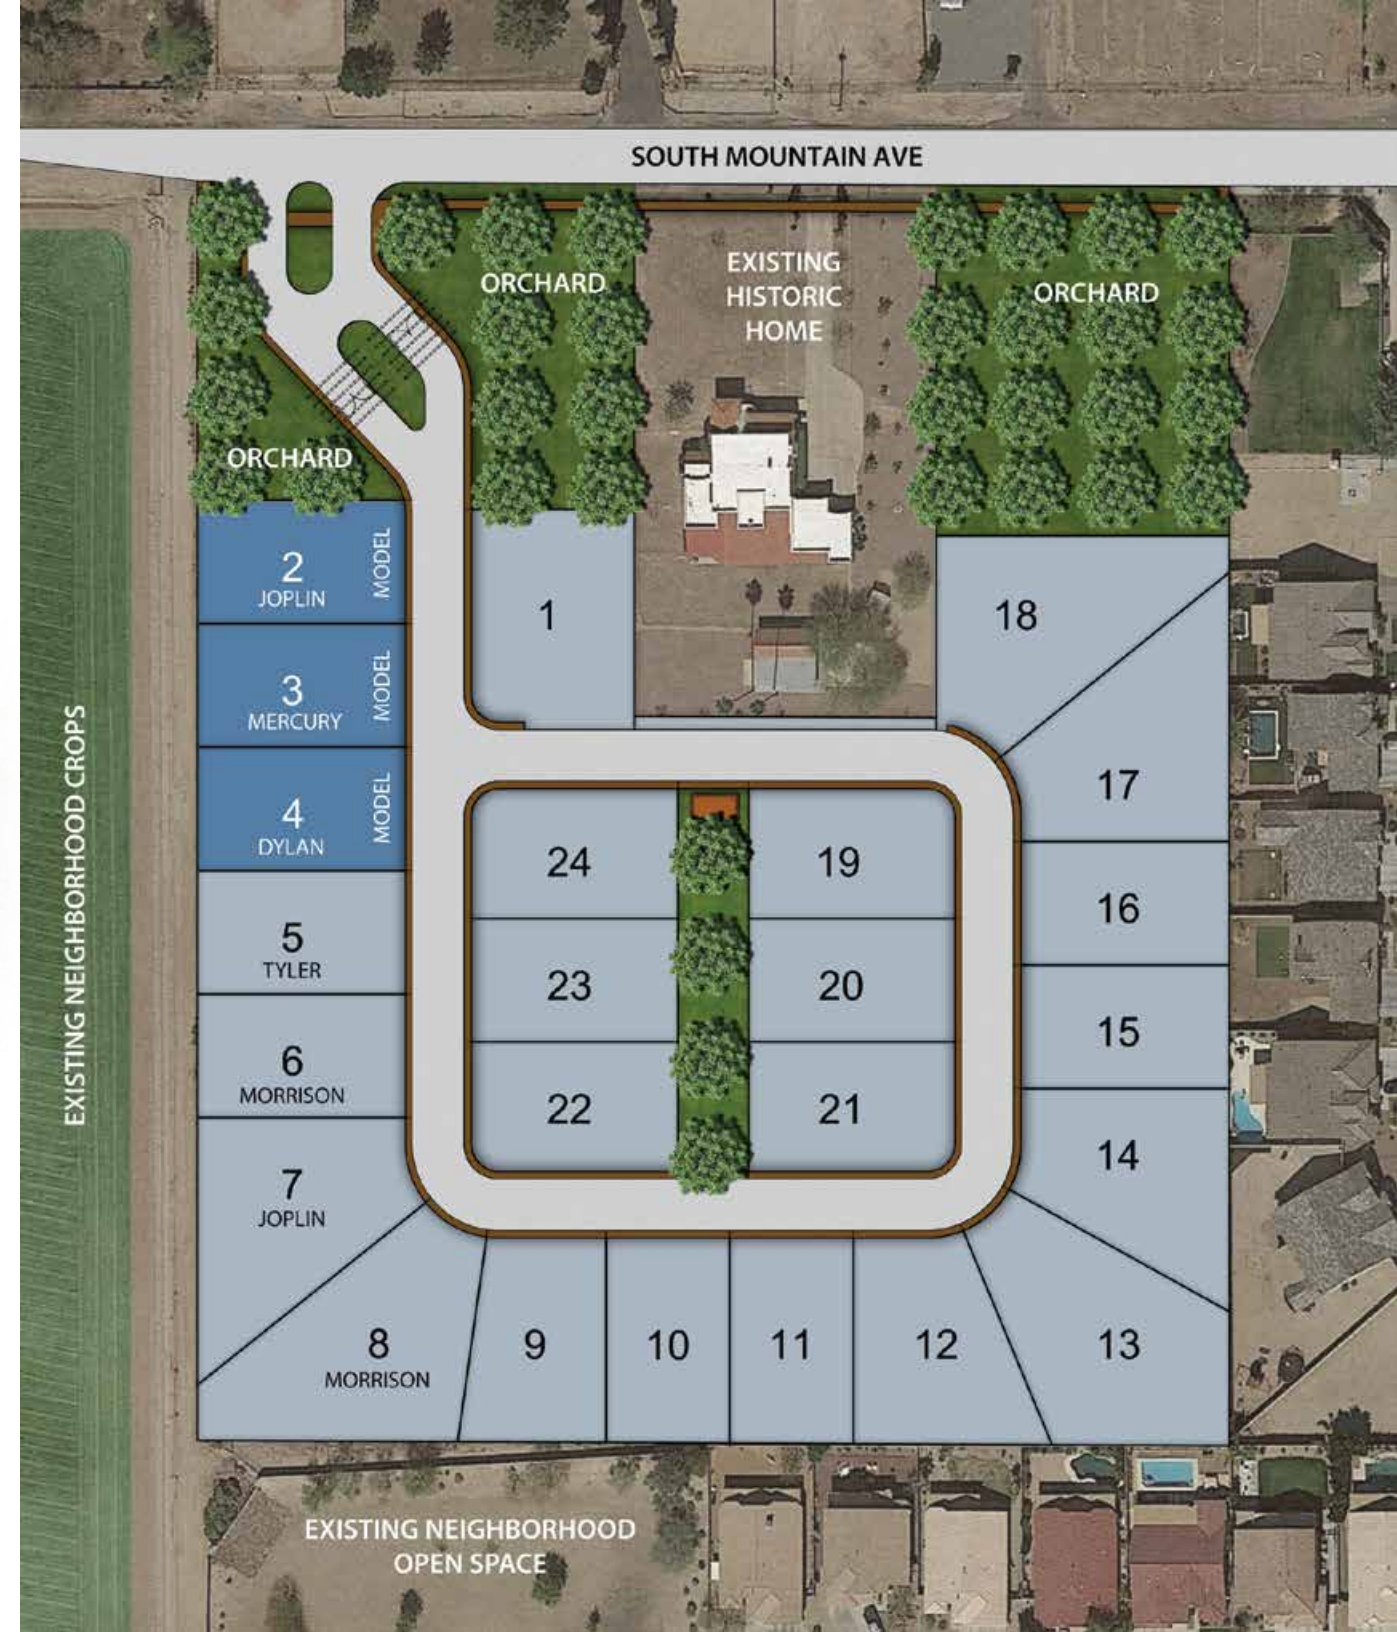 SOUTH MOUNTAIN AVE
ORCHARD
EXISTING
HISTORIC
HOME
ORCHARD
ORCHARD
2
JOPLIN
MODEL
1
18
3
MERCURY
MODEL
17
4
DYLAN
MODEL
24
19
16
5
TYLER
23
20
15
6
MORRISON
22
21
14
7
JOPLIN
8
MORRISON
9
10
11
12
13
EXISTING NEIGHBORHOOD CROPS
EXISTING NEIGHBORHOOD
OPEN SPACE